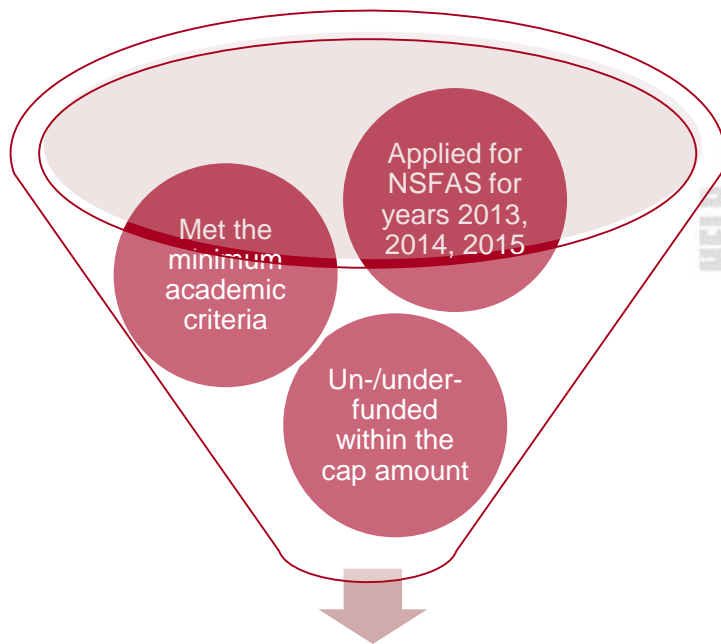 Applied for
NSFAS for
years 2013,
2014, 2015
Met the
minimum
academic
criteria
Un-/under-
funded
within the
cap amount